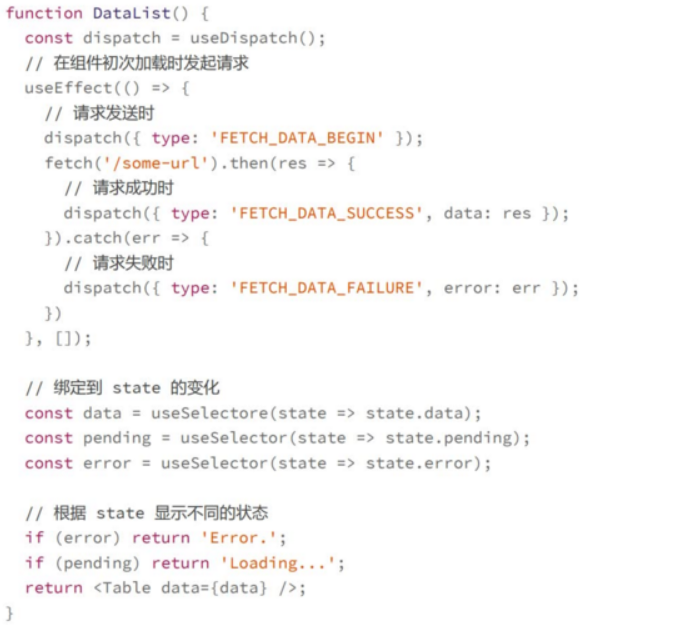 function DataList() {
  const dispatch = useDispatch();
  // 在组件初次加载时发起请求
  useEffect(() => {
    // 请求发送时
    dispatch({ type: 'FETCH_DATA_BEGIN' });
    fetch('/some-url').then(res => {
      // 请求成功时
      dispatch({ type: 'FETCH_DATA_SUCCESS', data: res });
    }).catch(err => {
      // 请求失败时
      dispatch({ type: 'FETCH_DATA_FAILURE', error: err });
    })
  }, []);

  // 绑定到 state 的变化
  const data = useSelectore(state => state.data);
  const pending = useSelector(state => state.pending);
  const error = useSelector(state => state.error);

  // 根据 state 显示不同的状态
  if (error) return 'Error.';
  if (pending) return 'Loading...';
  return <Table data={data} />;
}